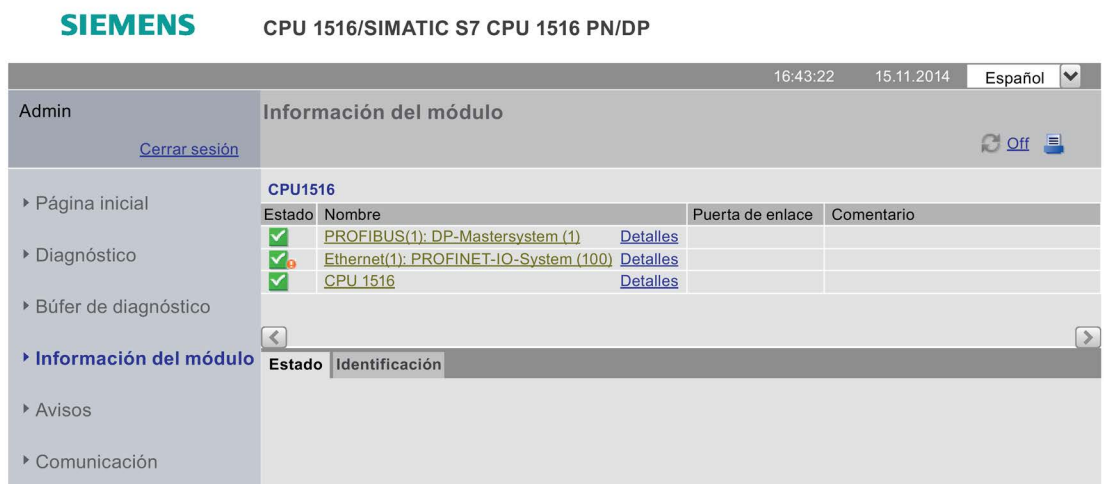 SIEMENS CPU 1516/SIMATIC S7 CPU 1516 PN/DP
16:43:22 15.11.2014 Español
Admin Información del módulo
Cerrar sesión Off
CPU1516
Estado Nombre Puerta de enlace Comentario
PROFIBUS(1): DP-Mastersystem (1) Detalles
Ethernet(1): PROFINET-IO-System (100) Detalles
CPU 1516 Detalles
Página inicial
Diagnóstico
Búfer de diagnóstico
Información del módulo
Avisos
Comunicación
Estado Identificación